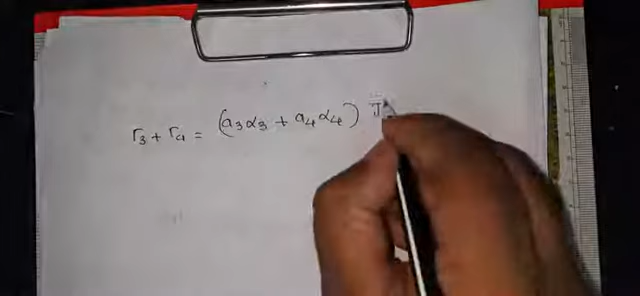 r₃ + r₄ = (a₃α₃ + a₄α₄)